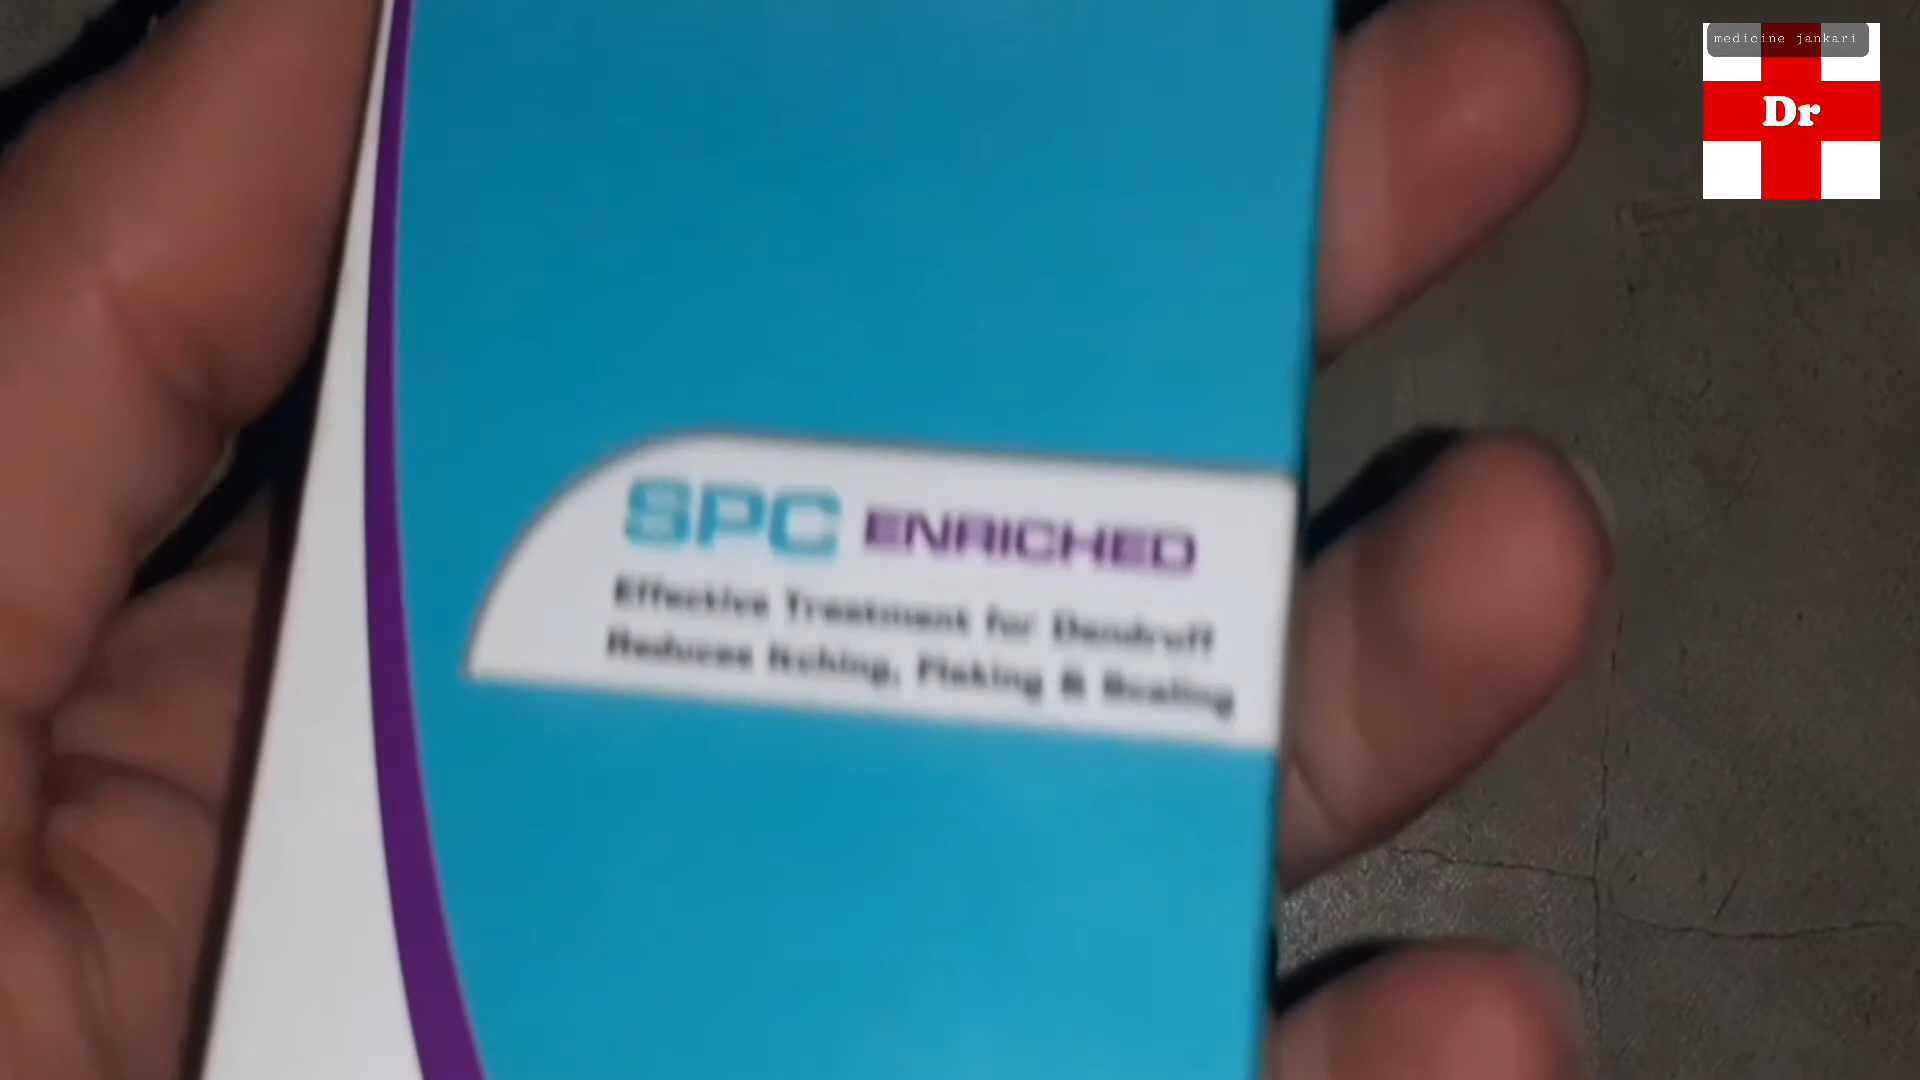 medicine jankari
Dr
SPC ENRICHED
Effective Treatment for Dandruff
Reduces Itching, Flaking & Scaling